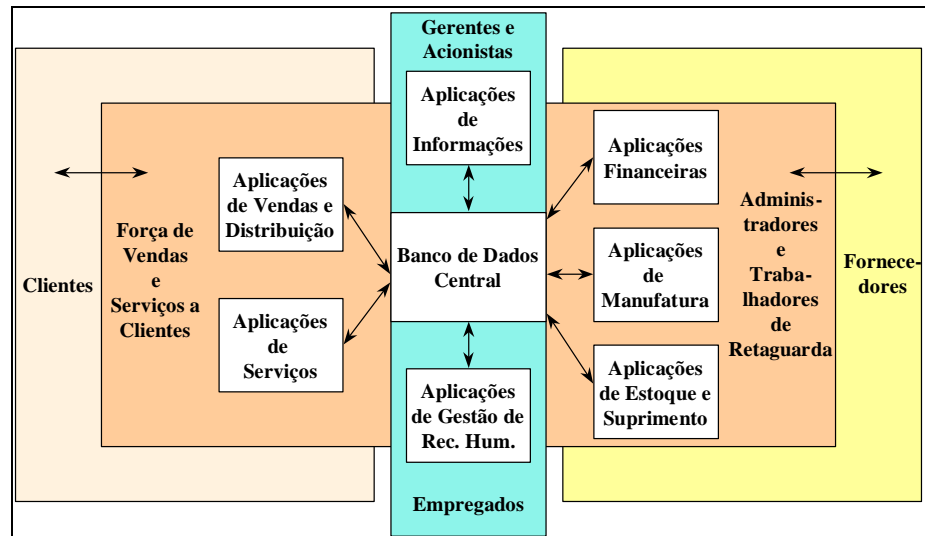 Gerentes e
Acionistas
Aplicações
de
Informações
Aplicações
Financeiras
Aplicações
de Vendas e
Distribuição
Adminis-
tradores
e
Traba-
lhadores
de
Retaguarda
Força de
Vendas
e
Serviços a
Clientes
Banco de Dados
Central
Aplicações
de
Manufatura
Clientes
Fornece-
dores
Aplicações
de
Serviços
Aplicações
de Estoque e
Suprimento
Aplicações
de Gestão de
Rec. Hum.
Empregados